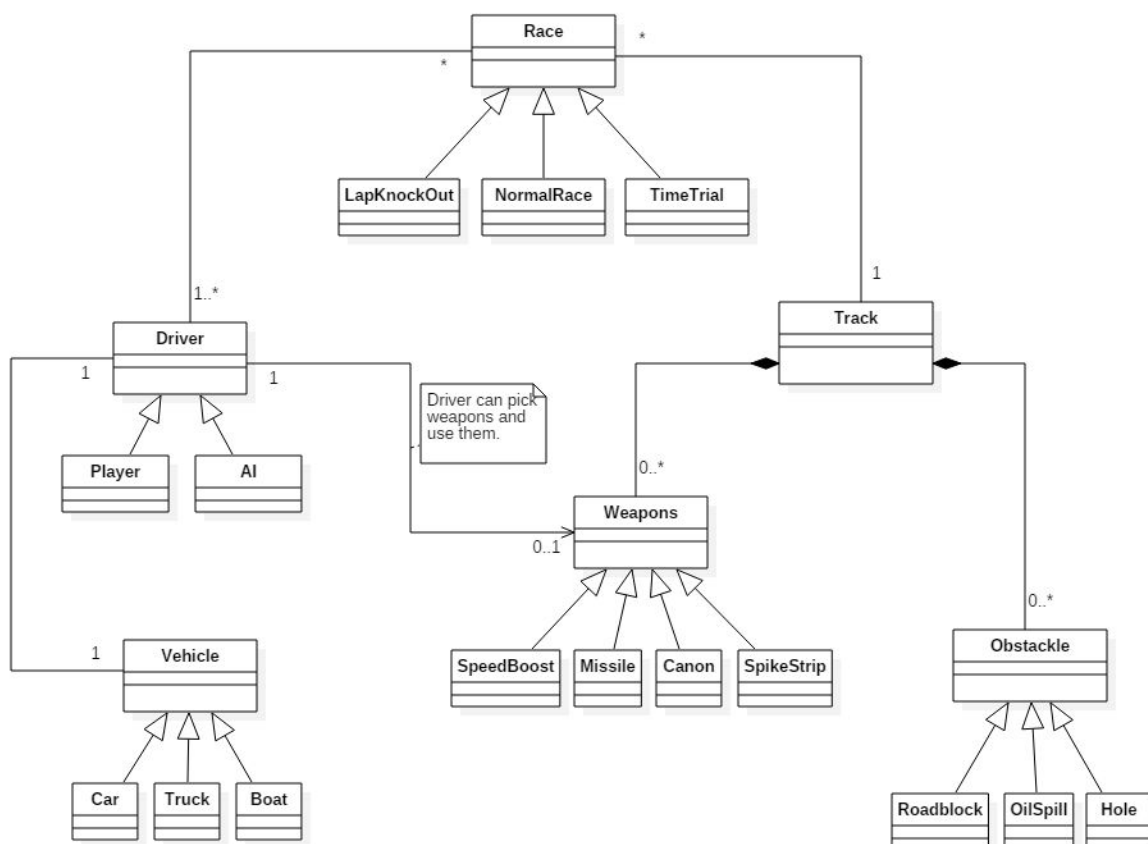 Race
*
*
LapKnockOut
NormalRace
TimeTrial
1
1..*
Driver
Track
1
1
Driver can pick
weapons and
use them.
Player
AI
0..*
Weapons
0..1
0..*
1
Vehicle
SpeedBoost
Missile
Canon
SpikeStrip
Obstackle
Car
Truck
Boat
Roadblock
OilSpill
Hole